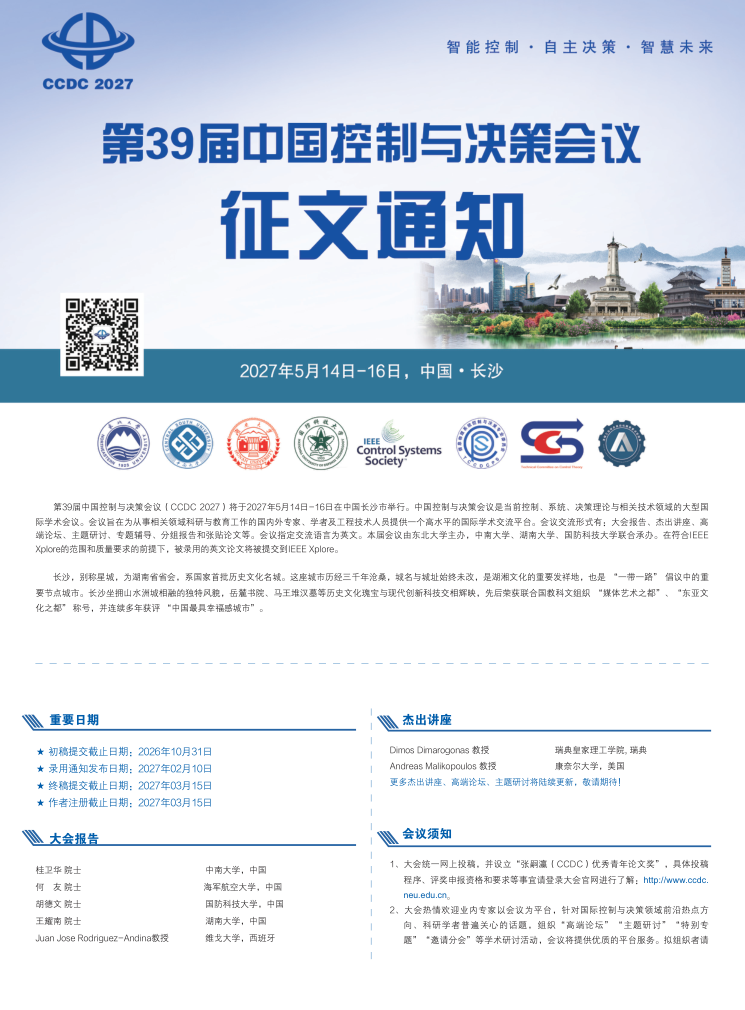 CCDC 2027
智能控制·自主决策·智慧未来
第39届中国控制与决策会议
征文通知
2027年5月14日-16日，中国·长沙
IEEE
Control Systems
Society
第39届中国控制与决策会议（CCDC 2027）将于2027年5月14日-16日在中国长沙市举行。中国控制与决策会议是当前控制、系统、决策理论与相关技术领域的大型国
际学术会议。会议旨在为从事相关领域科研与教育工作的国内外专家、学者及工程技术人员提供一个高水平的国际学术交流平台。会议交流形式有：大会报告、杰出讲座、高
端论坛、主题研讨、专题辅导、分组报告和张贴论文等。会议指定交流语言为英文。本届会议由东北大学主办，中南大学、湖南大学、国防科技大学联合承办。在符合IEEE
Xplore的范围和质量要求的前提下，被录用的英文论文将被提交到IEEE Xplore。
长沙，别称星城，为湖南省省会，系国家首批历史文化名城。这座城市历经三千年沧桑，城名与城址始终未改，是湖湘文化的重要发祥地，也是“一带一路”倡议中的重
要节点城市。长沙坐拥山水洲城相融的独特风貌，岳麓书院、马王堆汉墓等历史文化瑰宝与现代创新科技交相辉映，先后荣获联合国教科文组织“媒体艺术之都”、“东亚文
化之都”称号，并连续多年获评“中国最具幸福感城市”。
重要日期
★ 初稿提交截止日期：2026年10月31日
★ 录用通知发布日期：2027年02月10日
★ 终稿提交截止日期：2027年03月15日
★ 作者注册截止日期：2027年03月15日
大会报告
桂卫华 院士 中南大学，中国
何 友 院士 海军航空大学，中国
胡德文 院士 国防科技大学，中国
王耀南 院士 湖南大学，中国
Juan Jose Rodriguez-Andina教授 维戈大学，西班牙
杰出讲座
Dimos Dimarogonas 教授 瑞典皇家理工学院, 瑞典
Andreas Malikopoulos 教授 康奈尔大学，美国
更多杰出讲座、高端论坛、主题研讨将陆续更新，敬请期待！
会议须知
1、大会统一网上投稿，并设立“张嗣瀛（CCDC）优秀青年论文奖”，具体投稿
程序、评奖申报资格和要求等事宜请登录大会官网进行了解：http://www.ccdc.
neu.edu.cn。
2、大会热情欢迎业内专家以会议为平台，针对国际控制与决策领域前沿热点方
向、科研学者普遍关心的话题，组织“高端论坛”“主题研讨”“特别专
题”“邀请分会”等学术研讨活动，会议将提供优质的平台服务。拟组织者请